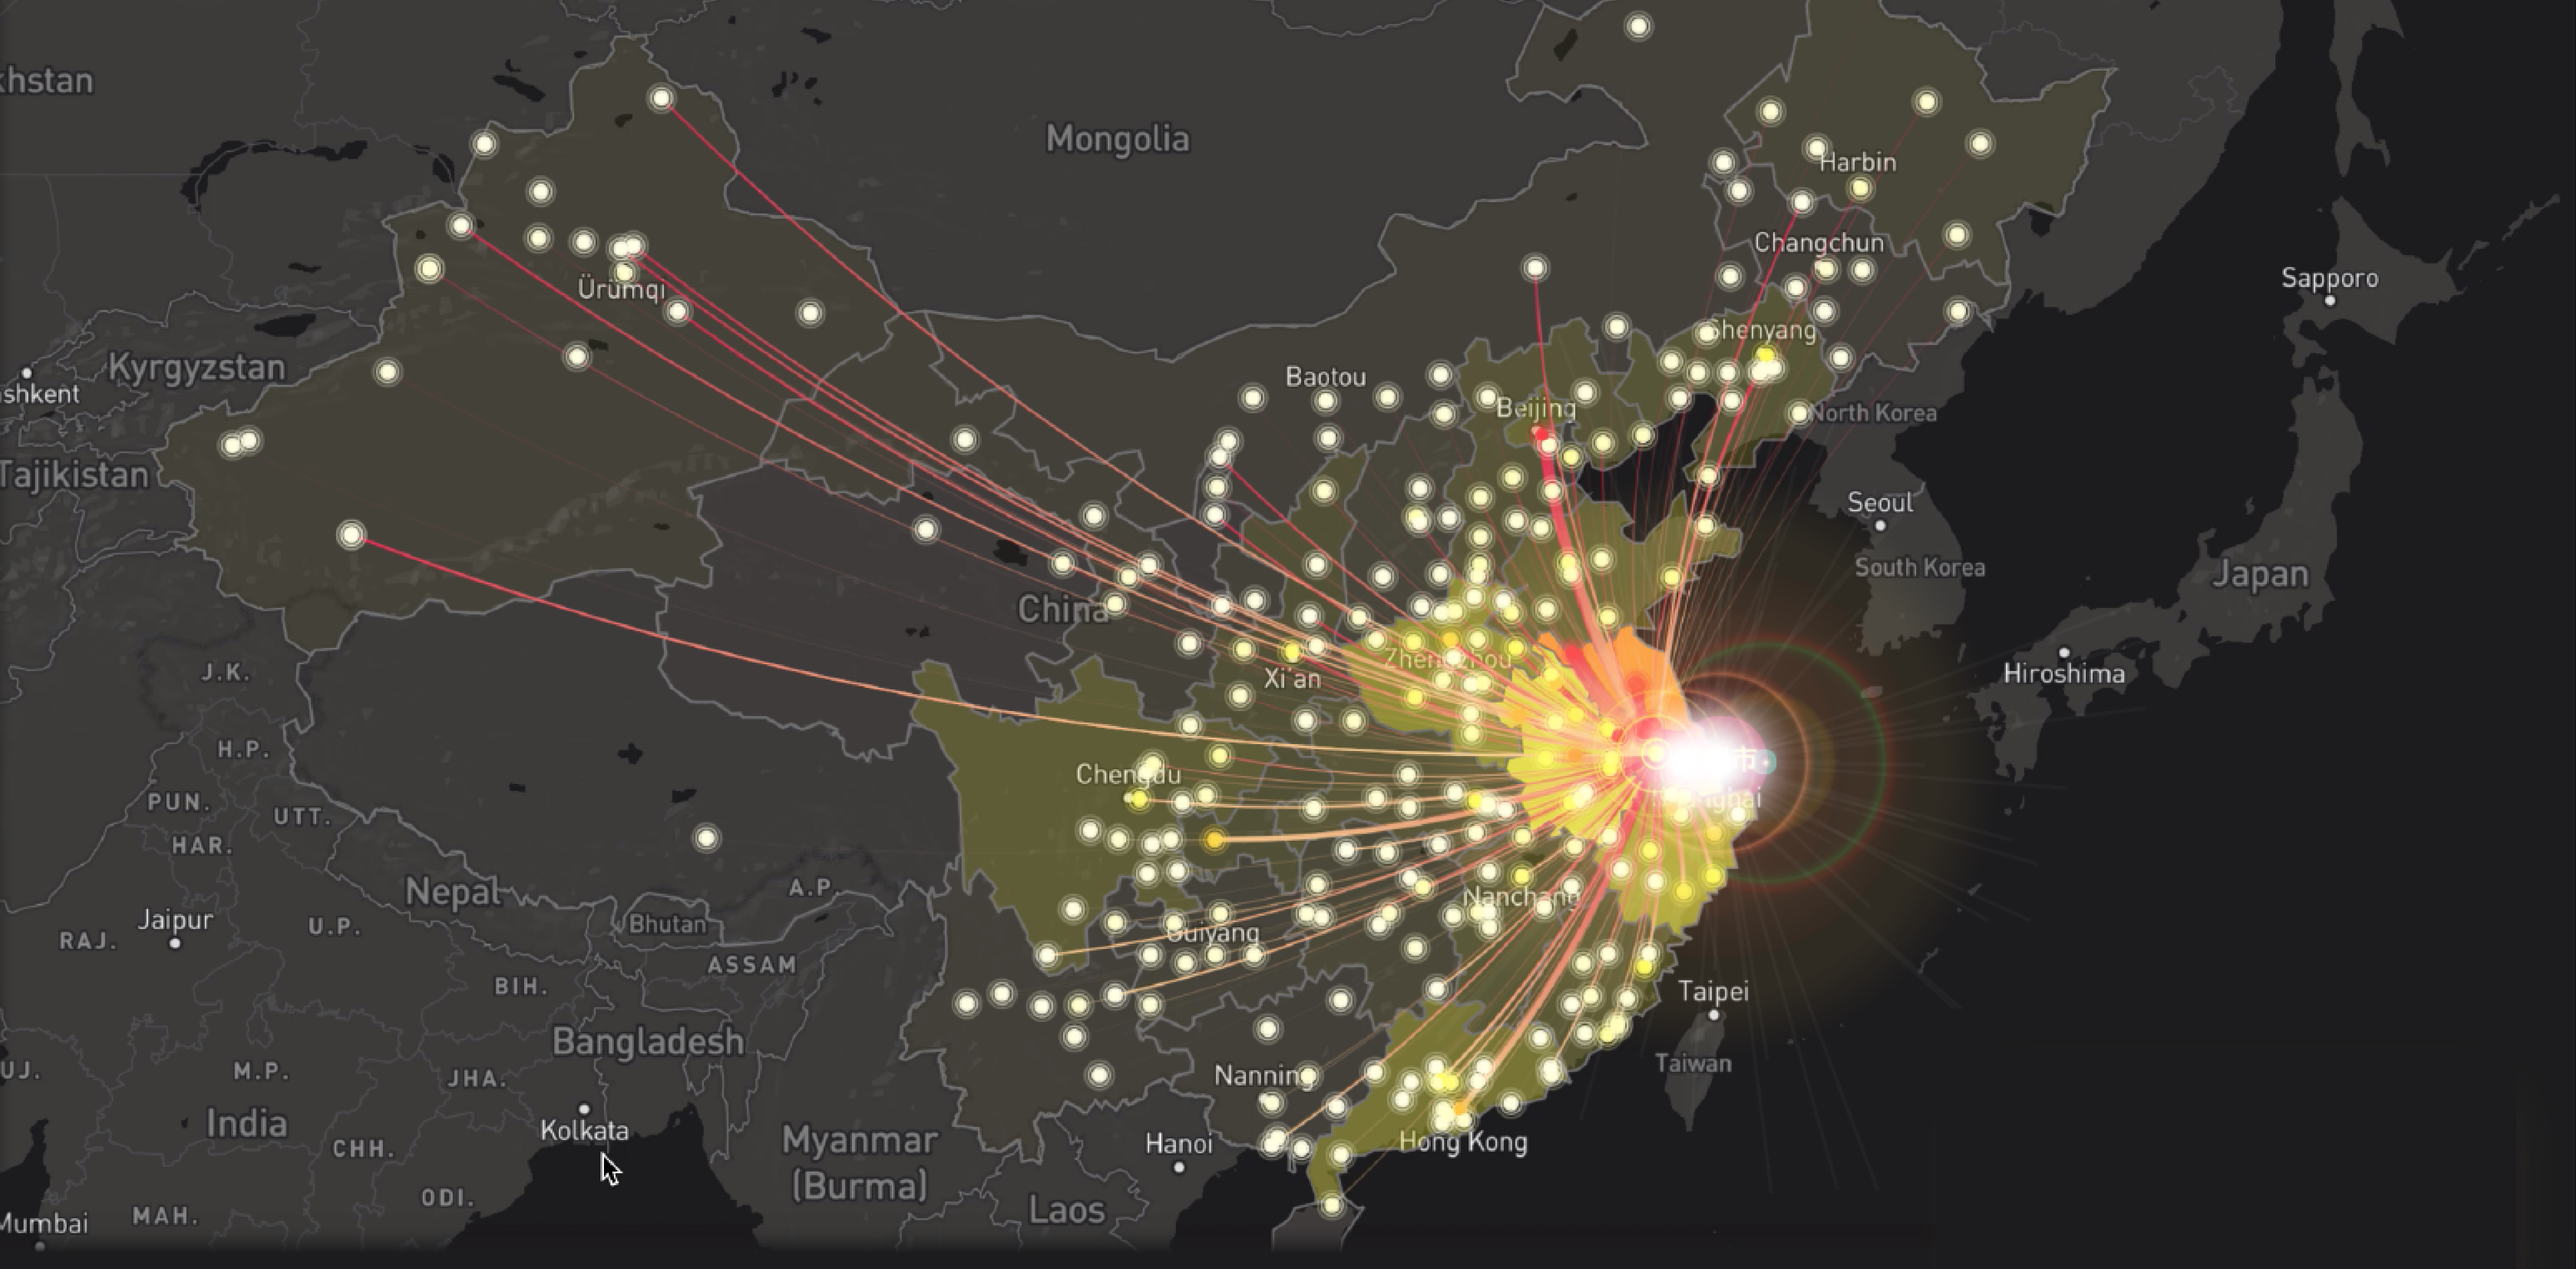 khstan
Mongolia
Harbin
Changchun
Sapporo
Ürümqi
Shenyang
Kyrgyzstan
Baotou
shkent
Beijing
North Korea
Tajikistan
Seoul
South Korea
Japan
China
Zhengzhou
J.K.
Xi'an
Hiroshima
H.P.
市
Chengdu
PUN.
UTT.
HAR.
Nepal
A.P.
Nanchang
Jaipur
U.P.
Bhutan
RAJ.
Guiyang
ASSAM
BIH.
Taipei
Bangladesh
Taiwan
UJ.
M.P.
JHA.
Nanning
India
Kolkata
Myanmar
(Burma)
Hanoi
Hong Kong
CHH.
ODI.
Laos
MAH.
Mumbai